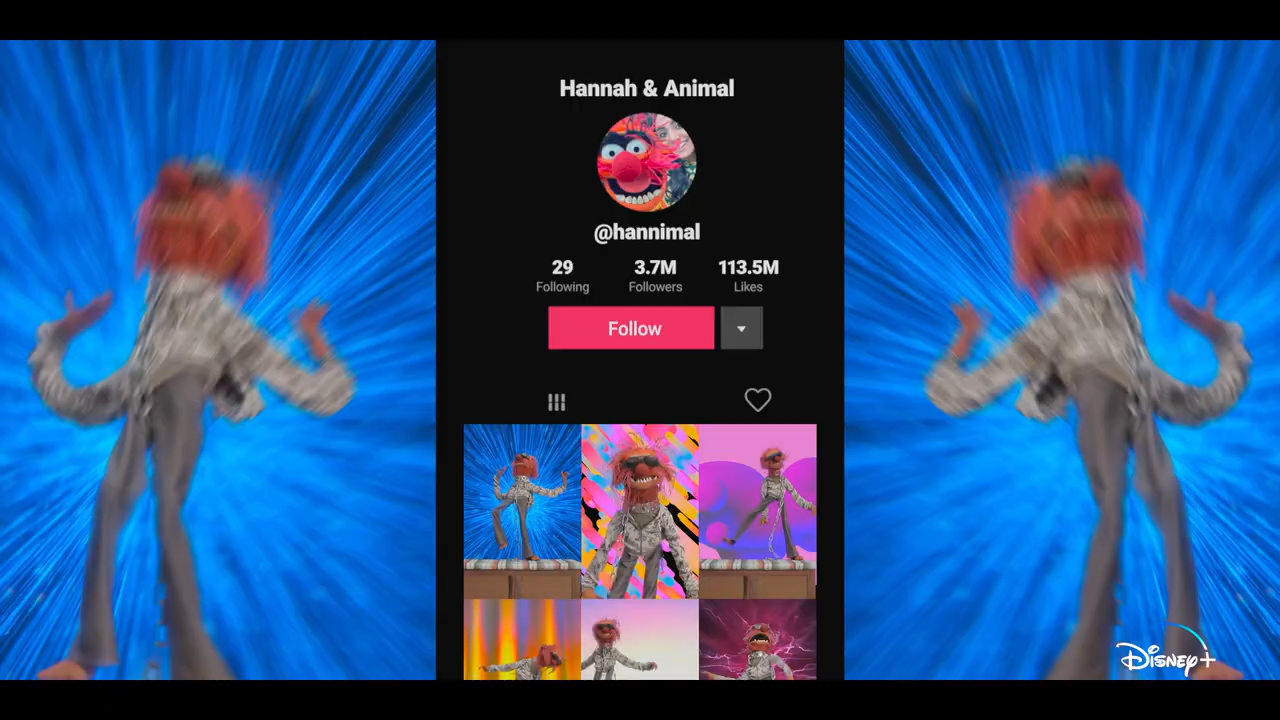 Hannah & Animal
@hannimal
29 3.7M 113.5M
Following Followers Likes
Follow
Disney+